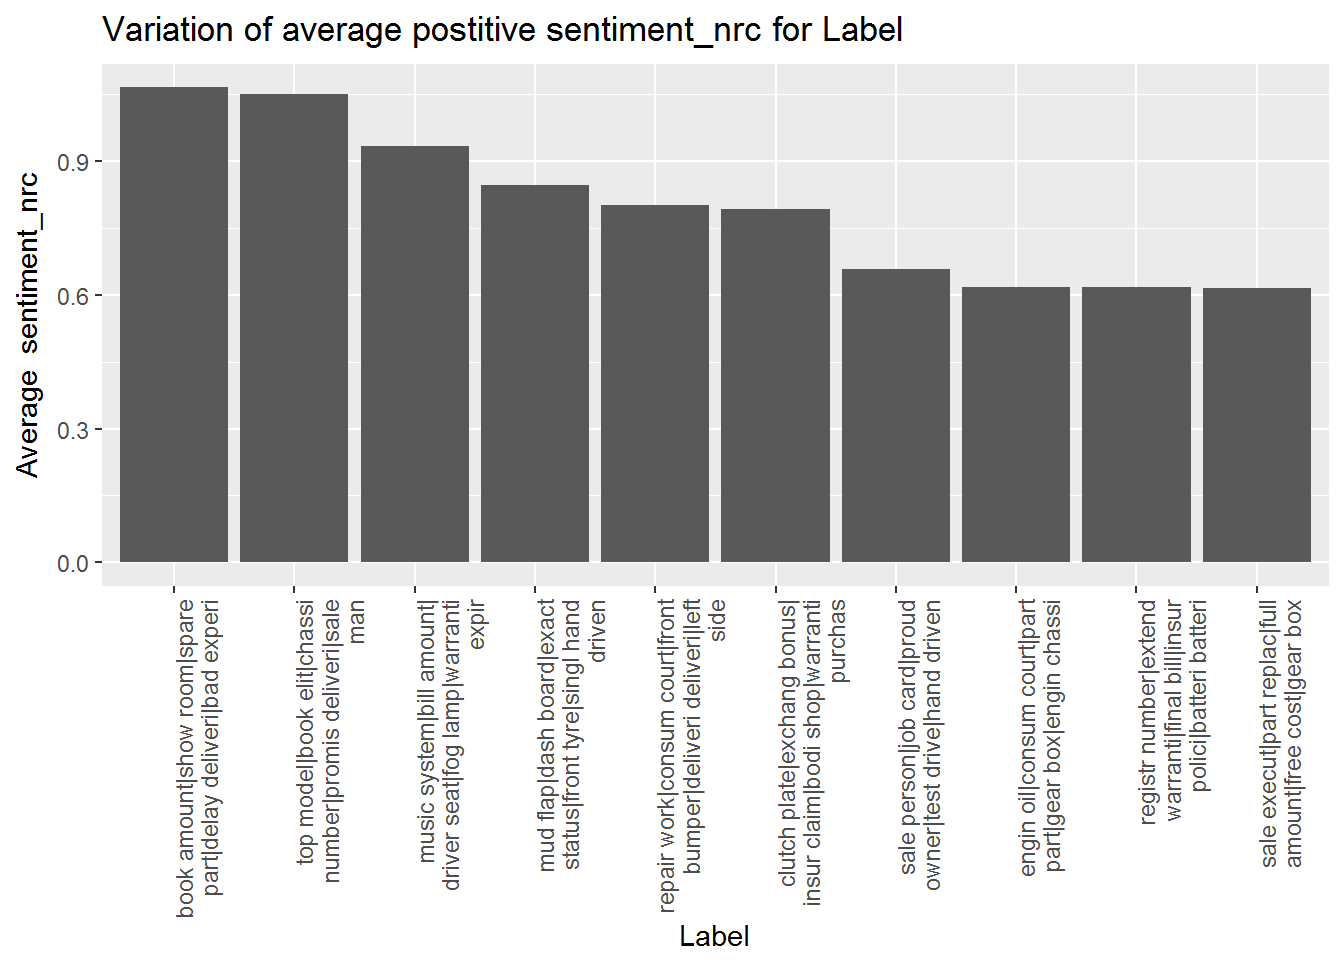 Variation of average postitive sentiment_nrc for Label
Average  sentiment_nrc
0.9
0.6
0.3
0.0
book amount|show room|spare
part|delay deliveri|bad experi
top model|book elit|chassi
number|promis deliveri|sale
man
music system|bill amount|
driver seat|fog lamp|warranti
expir
mud flap|dash board|exact
status|front tyre|singl hand
driven
repair work|consum court|front
bumper|deliveri deliveri|left
side
clutch plate|exchang bonus|
insur claim|bodi shop|warranti
purchas
sale person|job card|proud
owner|test drive|hand driven
engin oil|consum court|part
part|gear box|engin chassi
registr number|extend
warranti|final bill|insur
polici|batteri batteri
sale execut|part replac|full
amount|free cost|gear box
Label